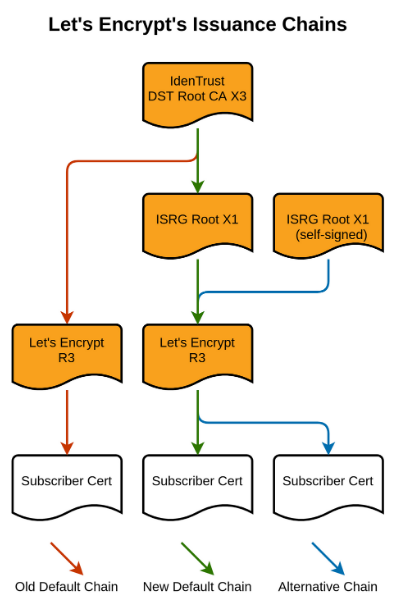 Let's Encrypt's Issuance Chains
IdenTrust
DST Root CA X3
ISRG Root X1
ISRG Root X1
(self-signed)
Let's Encrypt
R3
Let's Encrypt
R3
Subscriber Cert
Subscriber Cert
Subscriber Cert
Old Default Chain
New Default Chain
Alternative Chain